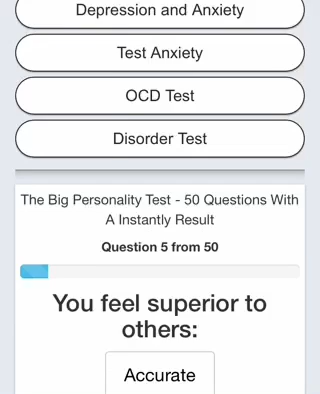 Depression and Anxiety
Test Anxiety
OCD Test
Disorder Test
The Big Personality Test - 50 Questions With
A Instantly Result
Question 5 from 50
You feel superior to
others:
Accurate